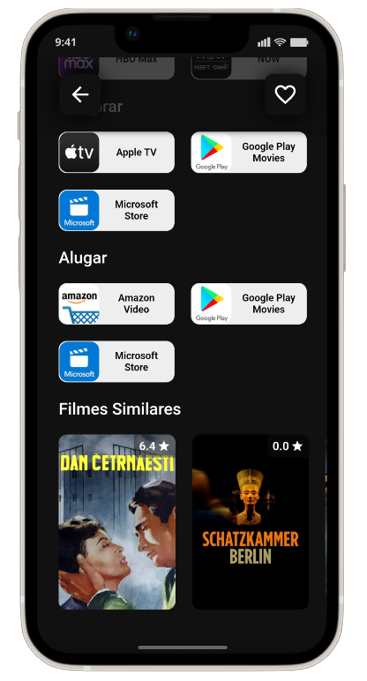 9:41
max
HBO Max
NOW
rar
tv
Apple TV
Google Play
Google Play
Movies
Microsoft
Microsoft
Store
Alugar
amazon
Amazon
Video
Google Play
Google Play
Movies
Microsoft
Microsoft
Store
Filmes Similares
6.4
DAN CETRNAESTI
0.0
SCHATZKAMMER
BERLIN